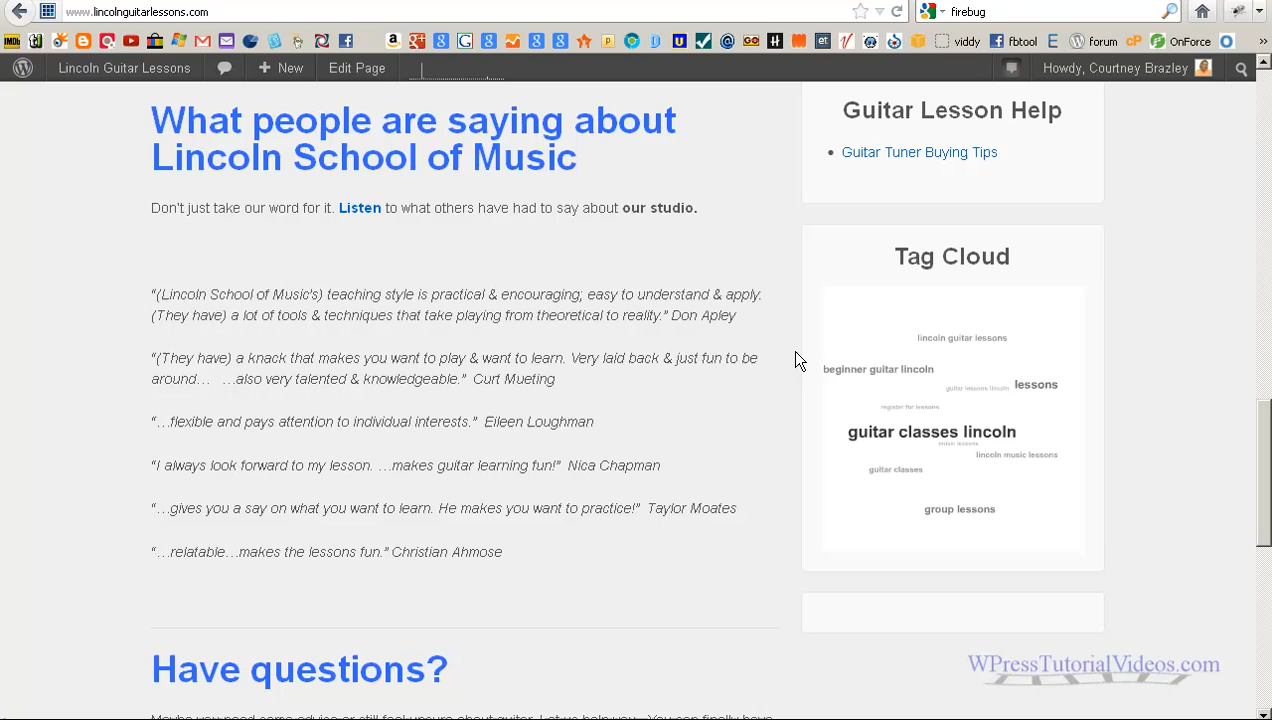 www.lincolnguitarlessons.com
firebug
viddy
fbtool
forum
OnForce
Lincoln Guitar Lessons
New
Edit Page
Howdy, Courtney Brazley
What people are saying about
Lincoln School of Music
Don't just take our word for it. Listen to what others have had to say about our studio.
“(Lincoln School of Music's) teaching style is practical & encouraging; easy to understand & apply.
(They have) a lot of tools & techniques that take playing from theoretical to reality.” Don Apley
“(They have) a knack that makes you want to play & want to learn. Very laid back & just fun to be
around… …also very talented & knowledgeable.” Curt Mueting
“…flexible and pays attention to individual interests.” Eileen Loughman
“I always look forward to my lesson. …makes guitar learning fun!” Nica Chapman
“…gives you a say on what you want to learn. He makes you want to practice!” Taylor Moates
“…relatable…makes the lessons fun.” Christian Ahmose
Have questions?
Guitar Lesson Help
Guitar Tuner Buying Tips
Tag Cloud
lincoln guitar lessons
beginner guitar lincoln
guitar lessons lincoln
lessons
register for lessons
guitar classes lincoln
music lessons
lincoln music lessons
guitar classes
group lessons
WPressTutorialVideos.com